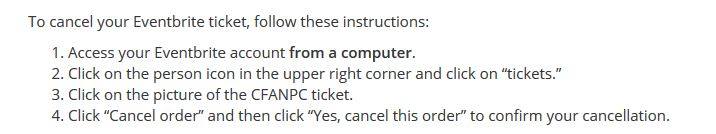 To cancel your Eventbrite ticket, follow these instructions:
1. Access your Eventbrite account from a computer.
2. Click on the person icon in the upper right corner and click on “tickets.”
3. Click on the picture of the CFANPC ticket.
4. Click “Cancel order” and then click “Yes, cancel this order” to confirm your cancellation.